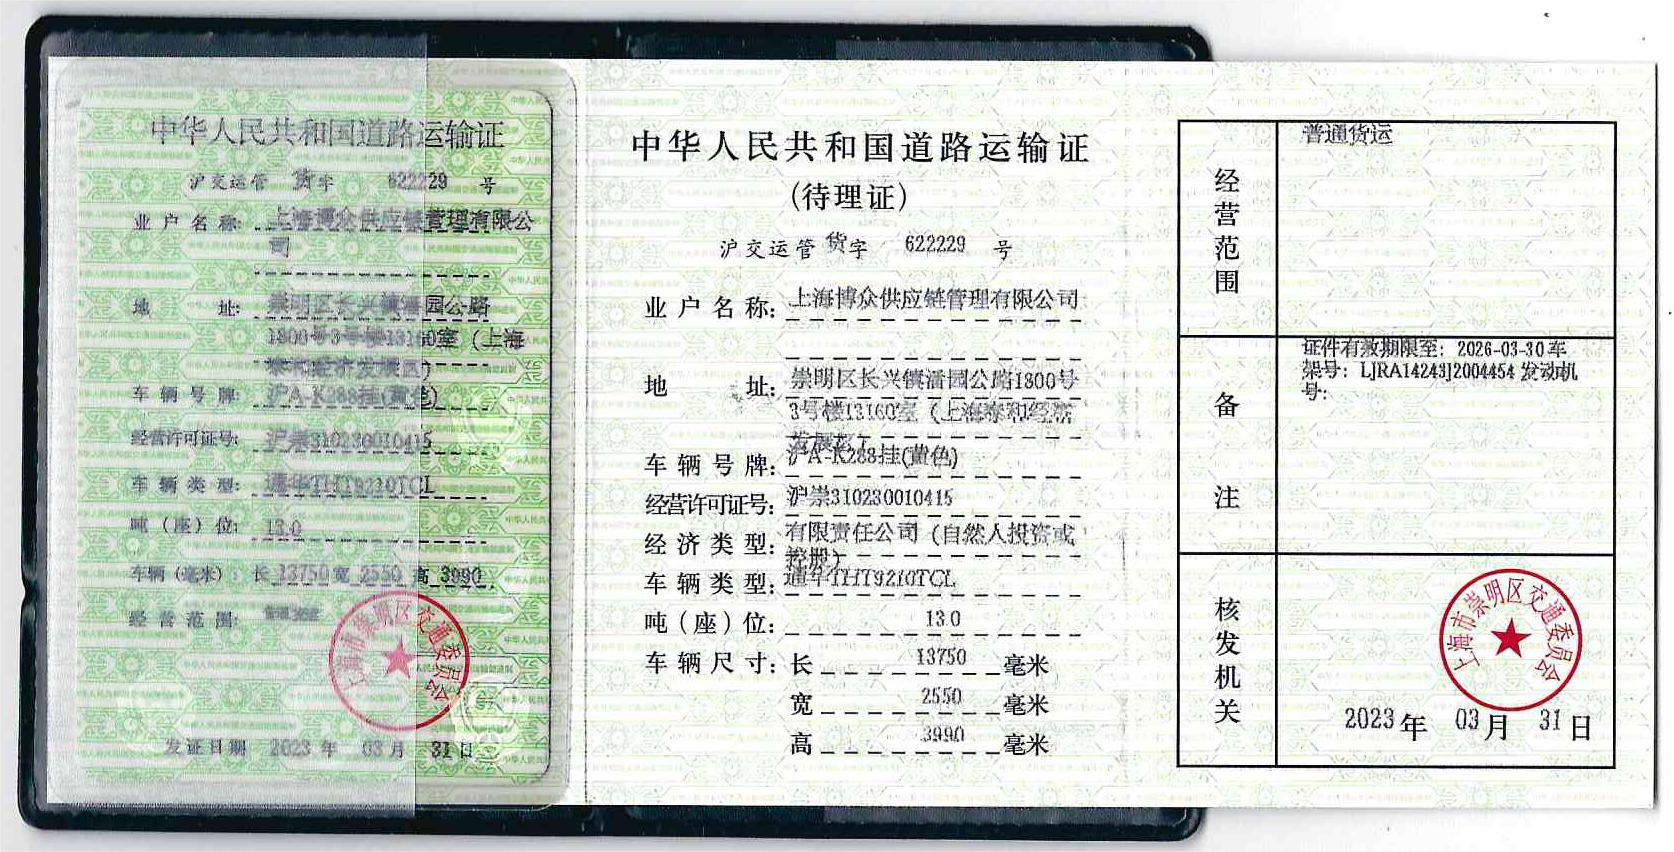 中华人民共和国道路运输证
沪交运管 货字 622229 号
业户名称: 上海博众供应链管理有限公
司
地 址: 崇明区长兴镇潘园公路
1800号3号楼13160室（上海
泰和经济发展区）
车辆号牌: 沪A-K288挂(黄色)
经营许可证号: 沪崇310230010415
车辆类型: 通华THT9210TCL
吨（座）位: 13.0
车辆(毫米): 长 13750 宽 2550 高 3990
经营范围:
上海市崇明区交通委员会
发证日期 2023 年 03 月 31 日
中华人民共和国道路运输证
(待理证)
沪交运管 货字 622229 号
业户名称: 上海博众供应链管理有限公司
地 址: 崇明区长兴镇潘园公路1800号
3号楼13160室（上海泰和经济
发展区）
车辆号牌: 沪A-K288挂(黄色)
经营许可证号: 沪崇310230010415
经济类型: 有限责任公司（自然人投资或
控股）
车辆类型: 通华THT9210TCL
吨（座）位: 13.0
车辆尺寸: 长 13750 毫米
宽 2550 毫米
高 3990 毫米
经营范围
普通货运
备注
证件有效期限至: 2026-03-30 车
架号: LJRA14243J2004454 发动机
号:
核发机关
上海市崇明区交通委员会
2023 年 03 月 31 日